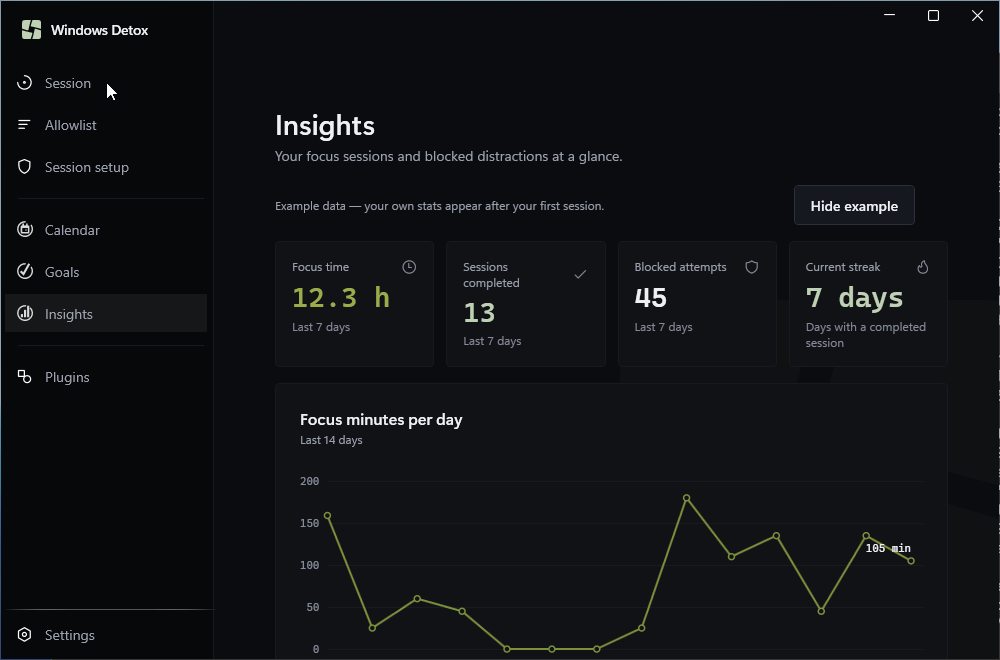 Windows Detox
Session
Allowlist
Session setup
Calendar
Goals
Insights
Plugins
Settings
Insights
Your focus sessions and blocked distractions at a glance.
Example data — your own stats appear after your first session.
Hide example
Focus time
12.3 h
Last 7 days
Sessions
completed
13
Last 7 days
Blocked attempts
45
Last 7 days
Current streak
7 days
Days with a completed
session
Focus minutes per day
Last 14 days
200
150
100
50
0
105 min